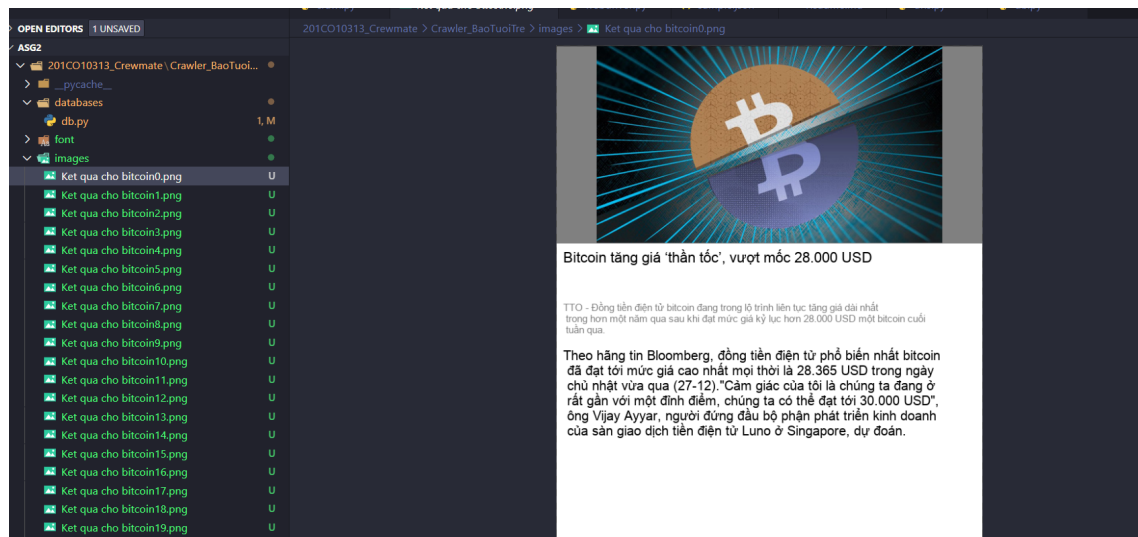 OPEN EDITORS 1 UNSAVED
ASG2
201CO10313_Crewmate\Crawler_BaoTuoi...
__pycache__
databases
db.py 1, M
font
images
Ket qua cho bitcoin0.png U
Ket qua cho bitcoin1.png U
Ket qua cho bitcoin2.png U
Ket qua cho bitcoin3.png U
Ket qua cho bitcoin4.png U
Ket qua cho bitcoin5.png U
Ket qua cho bitcoin6.png U
Ket qua cho bitcoin7.png U
Ket qua cho bitcoin8.png U
Ket qua cho bitcoin9.png U
Ket qua cho bitcoin10.png U
Ket qua cho bitcoin11.png U
Ket qua cho bitcoin12.png U
Ket qua cho bitcoin13.png U
Ket qua cho bitcoin14.png U
Ket qua cho bitcoin15.png U
Ket qua cho bitcoin16.png U
Ket qua cho bitcoin17.png U
Ket qua cho bitcoin18.png U
Ket qua cho bitcoin19.png U
201CO10313_Crewmate > Crawler_BaoTuoiTre > images > Ket qua cho bitcoin0.png
Bitcoin tăng giá ‘thần tốc’, vượt mốc 28.000 USD
TTO - Đồng tiền điện tử bitcoin đang trong lộ trình liên tục tăng giá dài nhất
trong hơn một năm qua sau khi đạt mức giá kỷ lục hơn 28.000 USD một bitcoin cuối
tuần qua.
Theo hãng tin Bloomberg, đồng tiền điện tử phổ biến nhất bitcoin
đã đạt tới mức giá cao nhất mọi thời là 28.365 USD trong ngày
chủ nhật vừa qua (27-12)."Cảm giác của tôi là chúng ta đang ở
rất gần với một đỉnh điểm, chúng ta có thể đạt tới 30.000 USD",
ông Vijay Ayyar, người đứng đầu bộ phận phát triển kinh doanh
của sàn giao dịch tiền điện tử Luno ở Singapore, dự đoán.